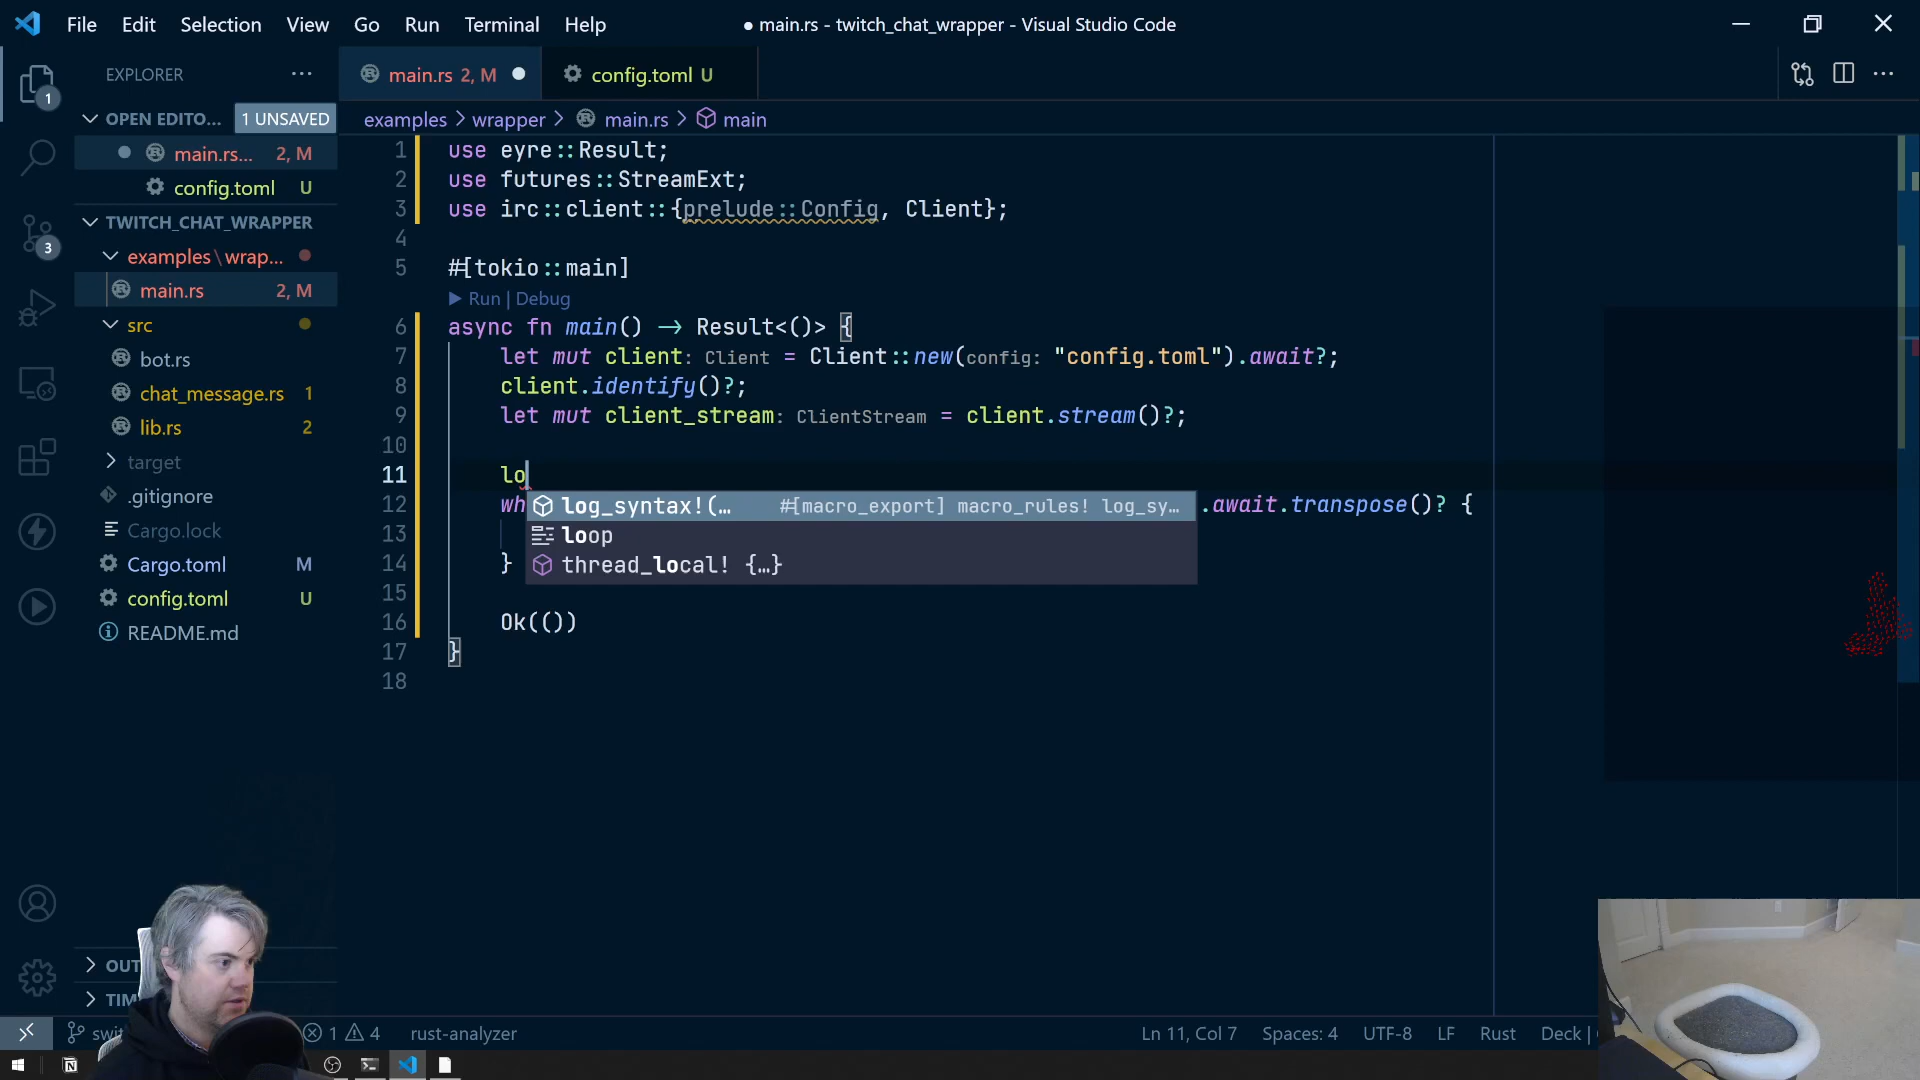 File Edit Selection View Go Run Terminal Help
● main.rs - twitch_chat_wrapper - Visual Studio Code
EXPLORER
main.rs 2, M
config.toml U
OPEN EDITO... 1 UNSAVED
main.rs... 2, M
config.toml U
TWITCH_CHAT_WRAPPER
examples\wrap...
main.rs 2, M
src
bot.rs
chat_message.rs 1
lib.rs 2
target
.gitignore
Cargo.lock
Cargo.toml M
config.toml U
README.md
OUT
TIM
1
3
examples > wrapper > main.rs > main
1 use eyre::Result;
2 use futures::StreamExt;
3 use irc::client::{prelude::Config, Client};
4
5 #[tokio::main]
▶ Run | Debug
6 async fn main() → Result<()> {
7 let mut client: Client = Client::new(config: "config.toml").await?;
8 client.identify()?;
9 let mut client_stream: ClientStream = client.stream()?;
10
11 lo
12 wh .await.transpose()? {
13
14 }
15
16 Ok(())
17 }
18
log_syntax!(… #[macro_export] macro_rules! log_sy…
loop
thread_local! {…}
swit 1 4 rust-analyzer
Ln 11, Col 7 Spaces: 4 UTF-8 LF Rust Deck